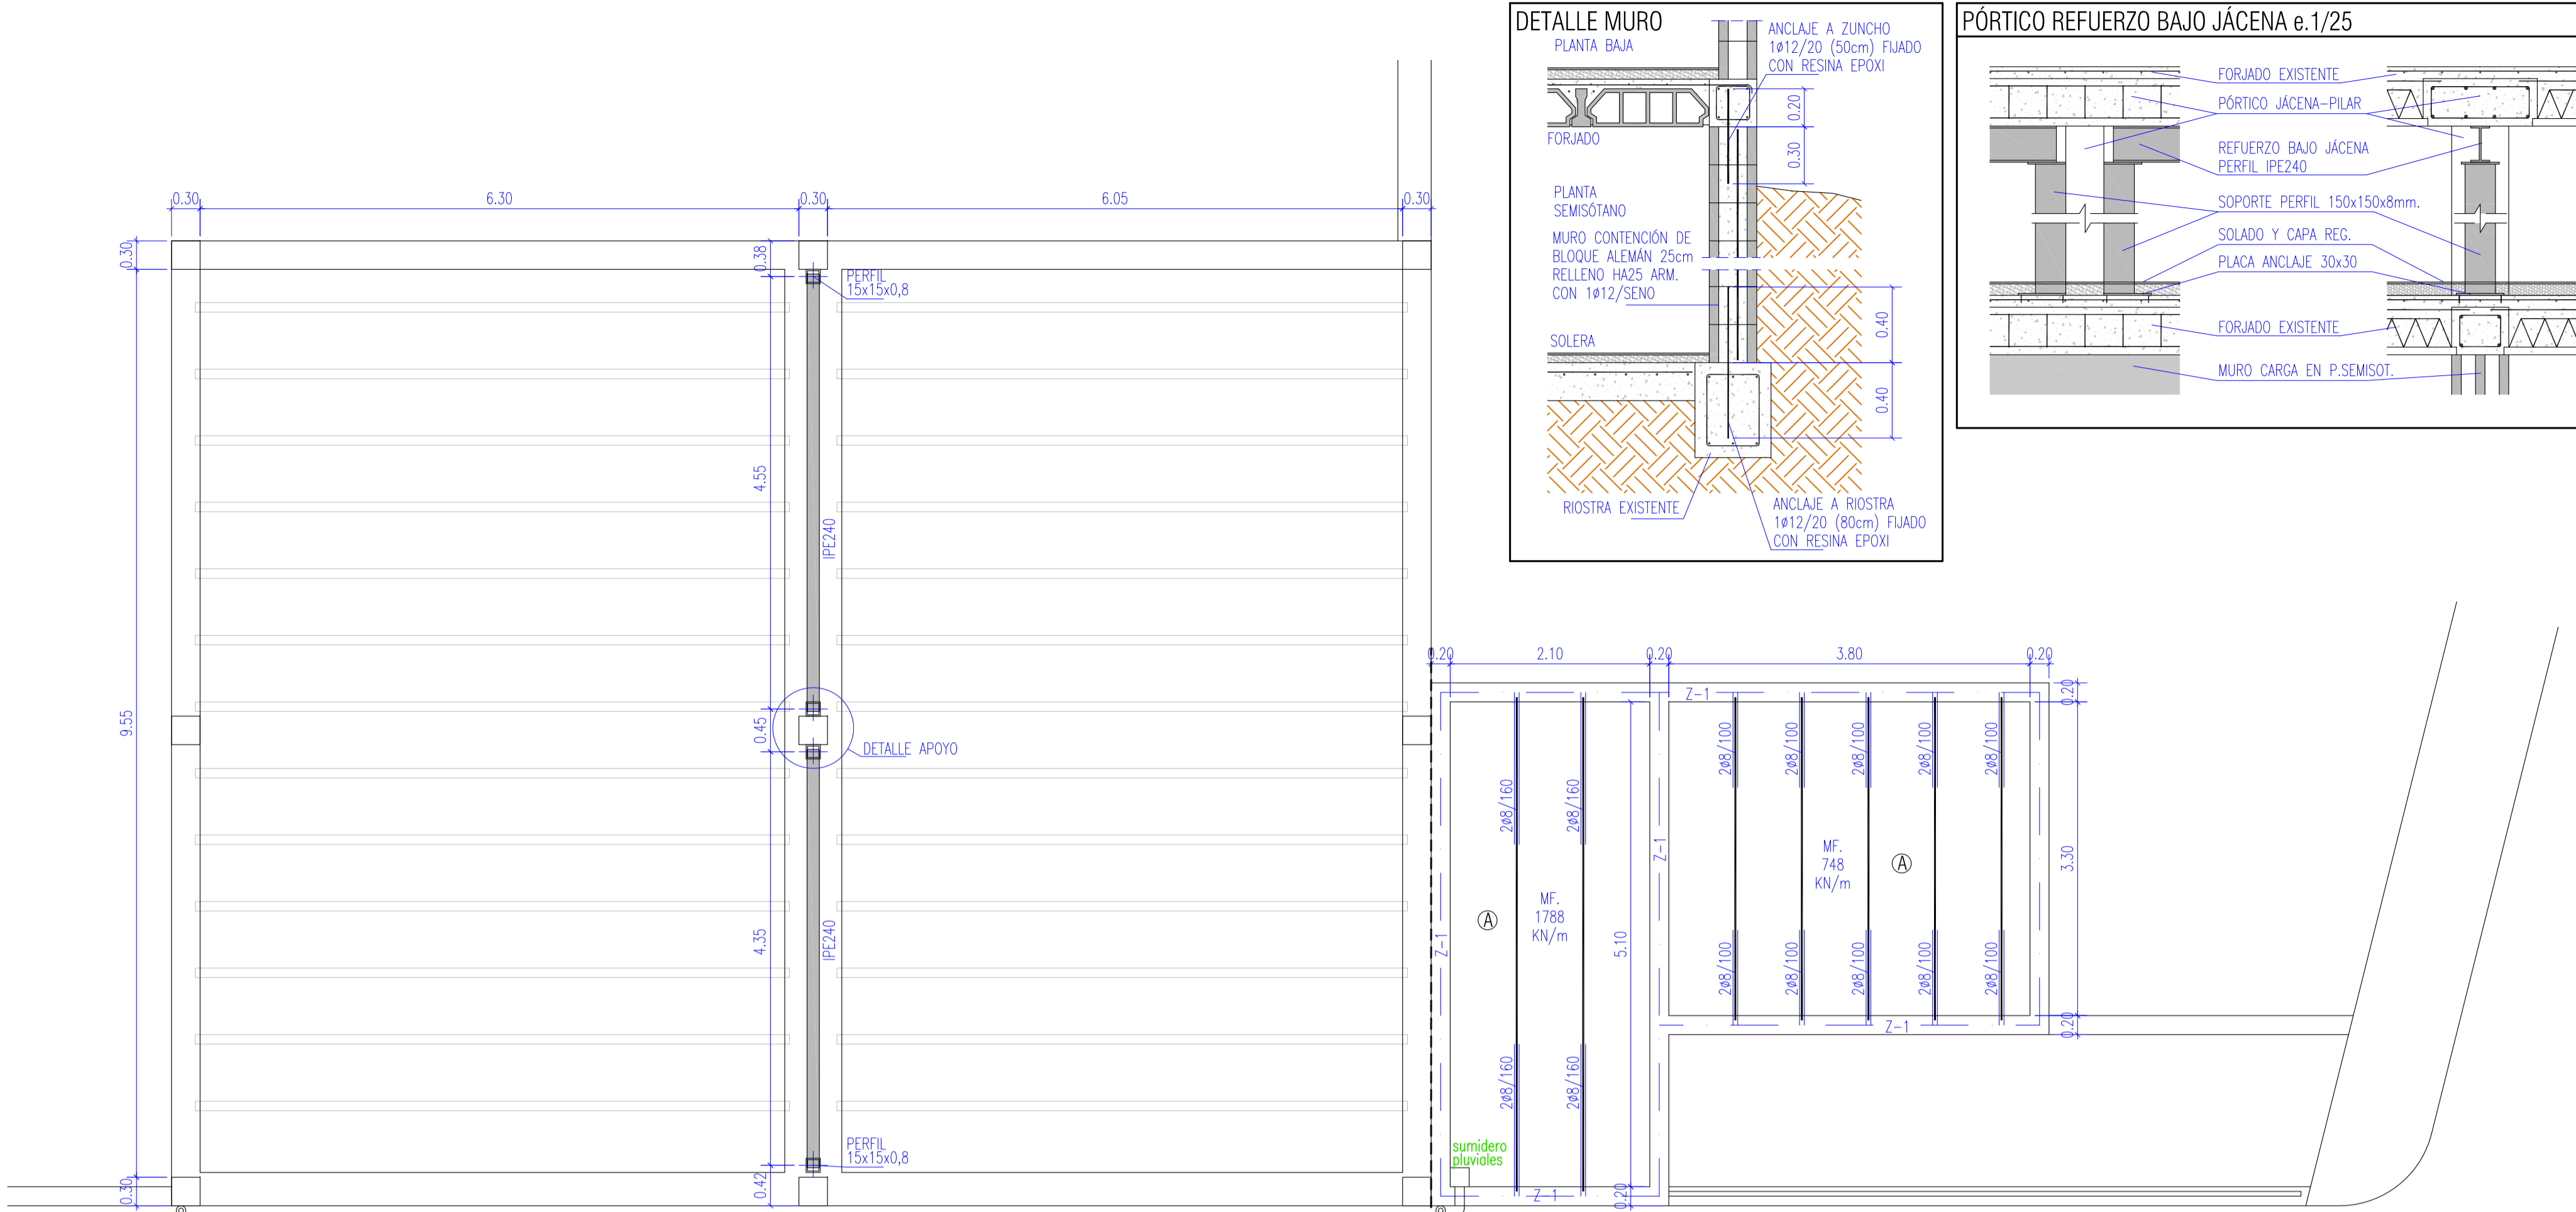 DETALLE MURO
PLANTA BAJA
ANCLAJE A ZUNCHO
1ø12/20 (50cm) FIJADO
CON RESINA EPOXI
0.20
0.30
FORJADO
PLANTA
SEMISÓTANO
MURO CONTENCIÓN DE
BLOQUE ALEMÁN 25cm
RELLENO HA25 ARM.
CON 1ø12/SENO
SOLERA
0.40
0.40
RIOSTRA EXISTENTE
ANCLAJE A RIOSTRA
1ø12/20 (80cm) FIJADO
CON RESINA EPOXI
PÓRTICO REFUERZO BAJO JÁCENA e.1/25
FORJADO EXISTENTE
PÓRTICO JÁCENA-PILAR
REFUERZO BAJO JÁCENA
PERFIL IPE240
SOPORTE PERFIL 150x150x8mm.
SOLADO Y CAPA REG.
PLACA ANCLAJE 30x30
FORJADO EXISTENTE
MURO CARGA EN P.SEMISOT.
0.30
6.30
0.30
6.05
0.30
0.30
9.55
0.30
0.38
4.55
0.45
4.35
0.42
PERFIL
15x15x0,8
IPE240
DETALLE APOYO
IPE240
PERFIL
15x15x0,8
0.20
2.10
0.20
3.80
0.20
Z-1
0.20
3.30
0.20
2ø8/100
2ø8/100
2ø8/100
2ø8/100
2ø8/100
2ø8/160
2ø8/160
Z-1
MF.
748
KN/m
A
A
MF.
1788
KN/m
Z-1
5.10
2ø8/100
2ø8/100
2ø8/100
2ø8/100
2ø8/100
Z-1
2ø8/160
2ø8/160
sumidero
pluviales
Z-1
0.20